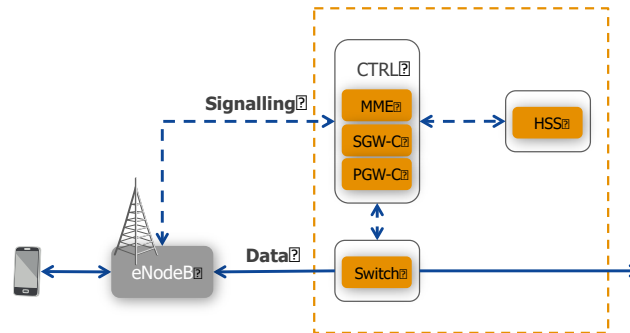 CTRL
Signalling
MME
SGW-C
PGW-C
HSS
Data
eNodeB
Switch